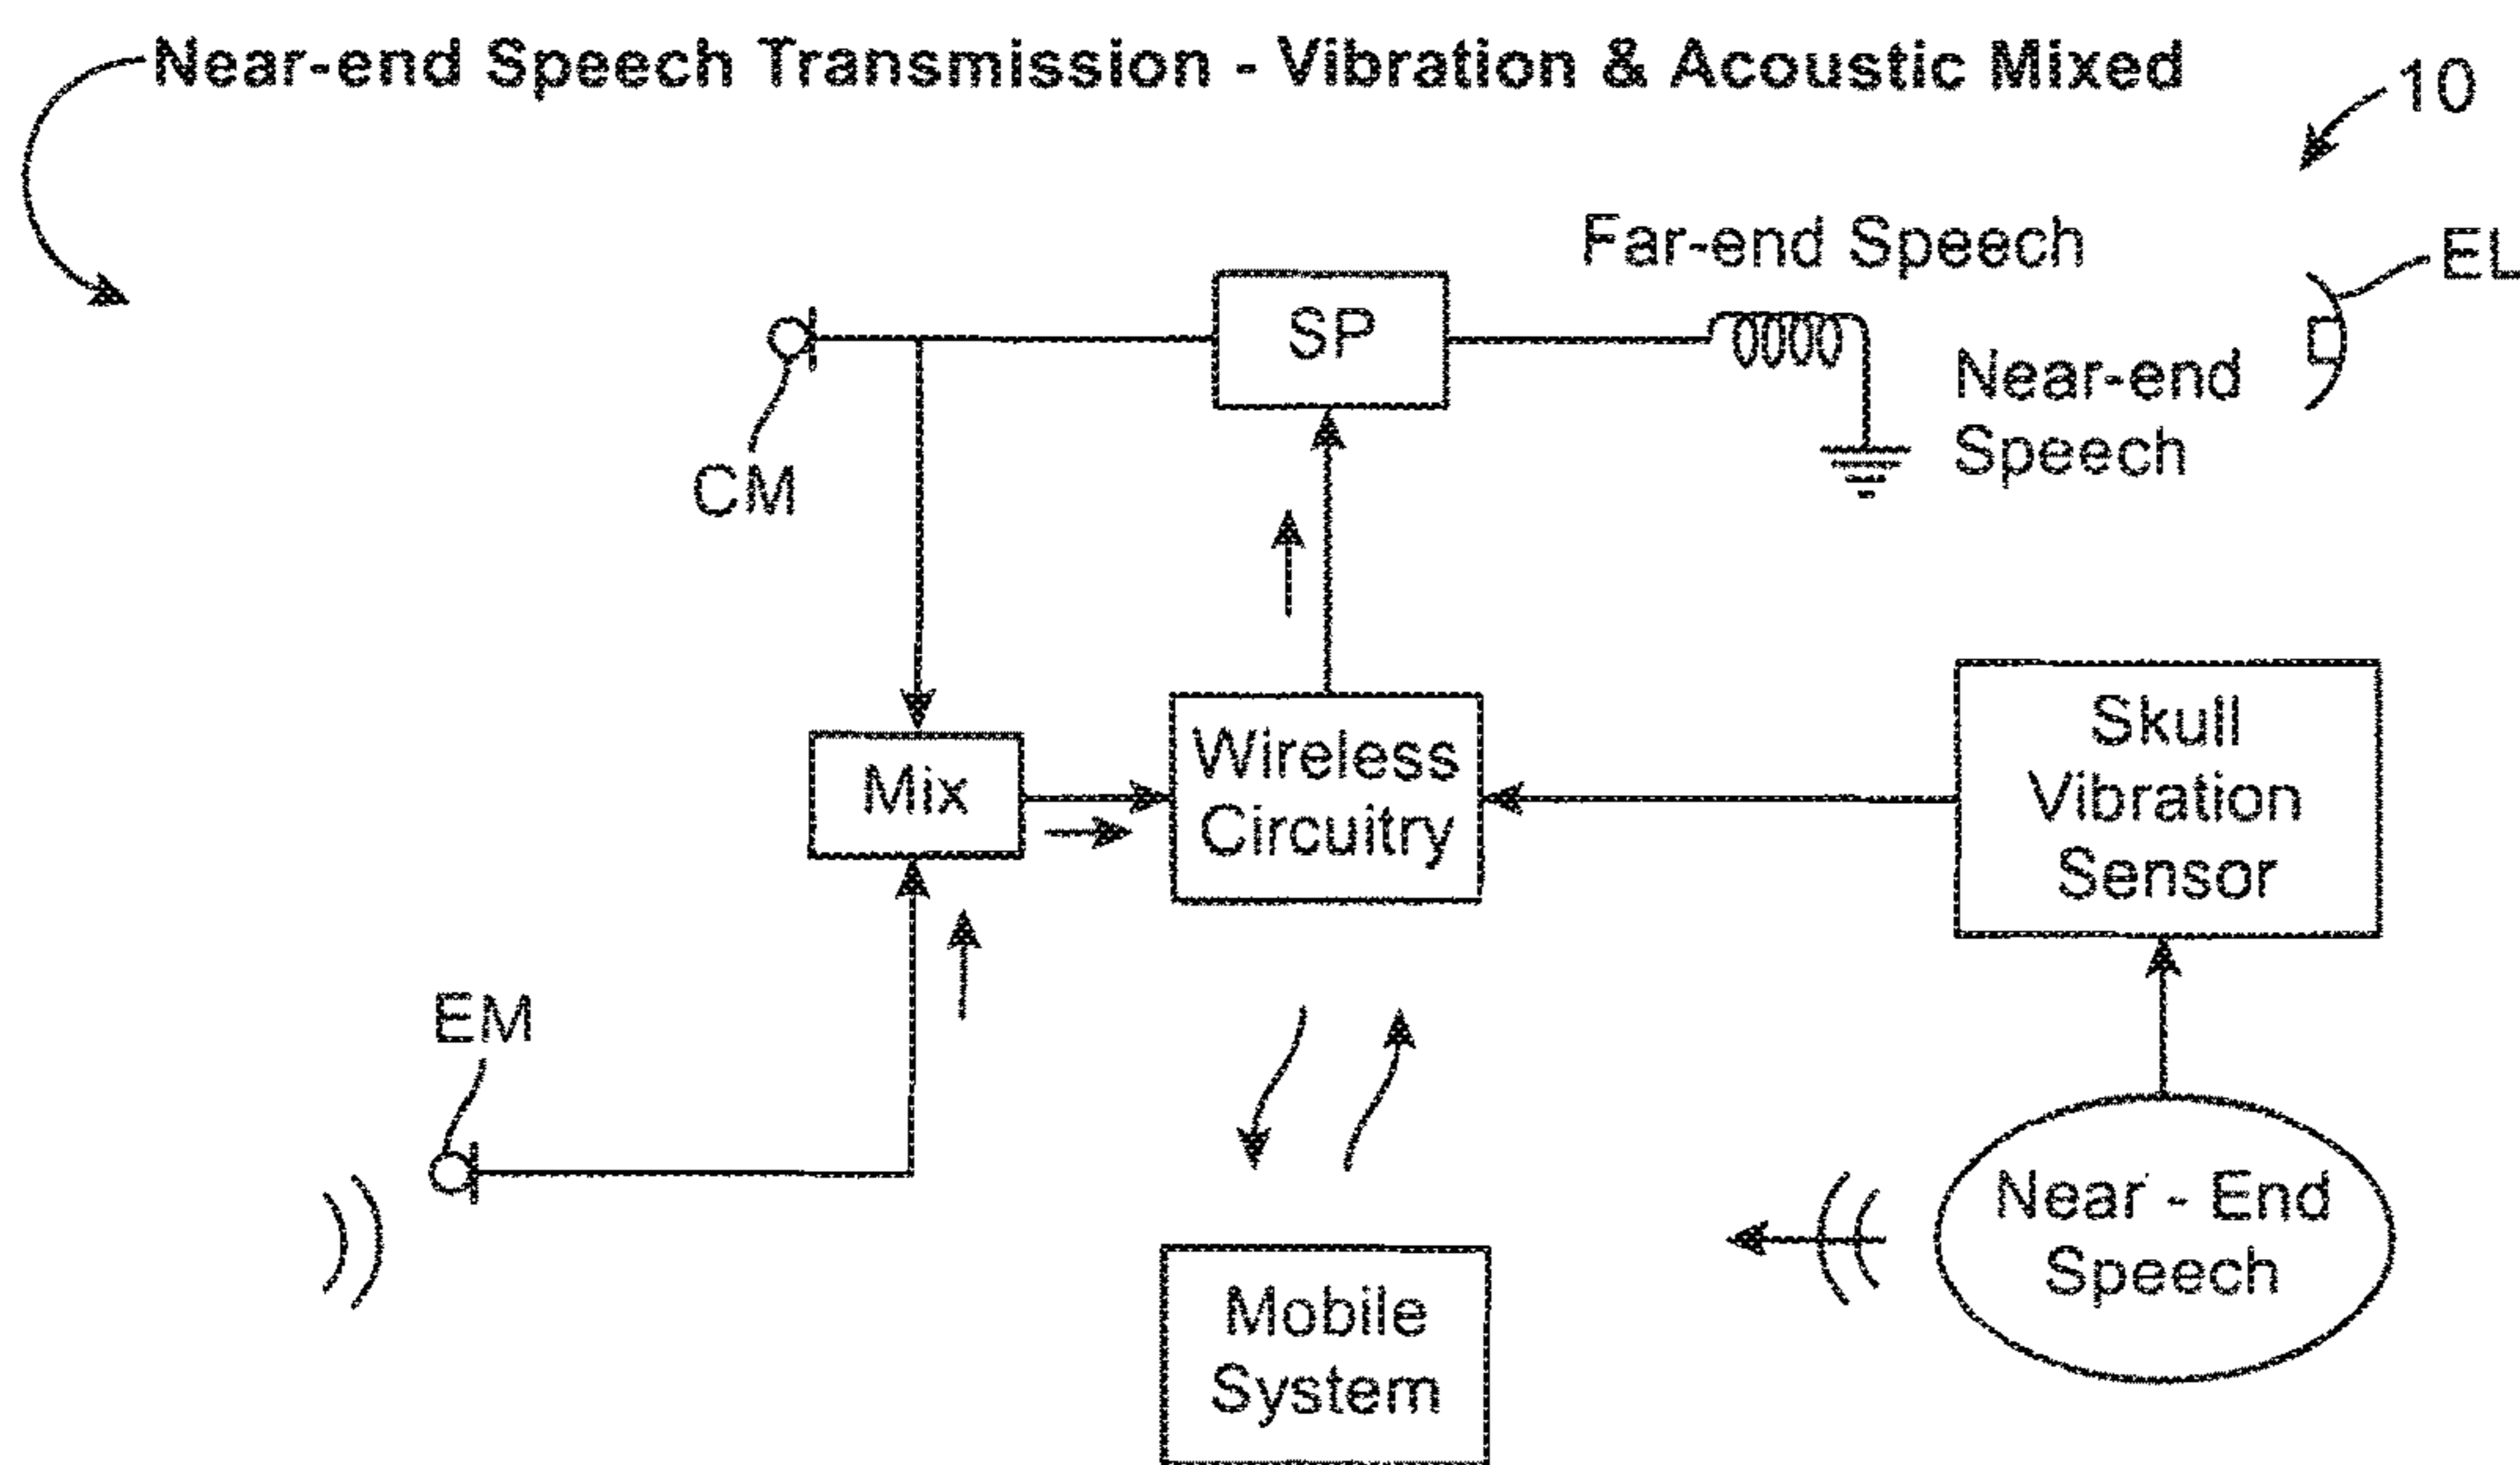 Near-end Speech Transmission - Vibration & Acoustic Mixed
10
Far-end Speech
EL
SP
Near-end
Speech
CM
Skull
Vibration
Sensor
Wireless
Circuitry
Mix
EM
Near - End
Speech
Mobile
System